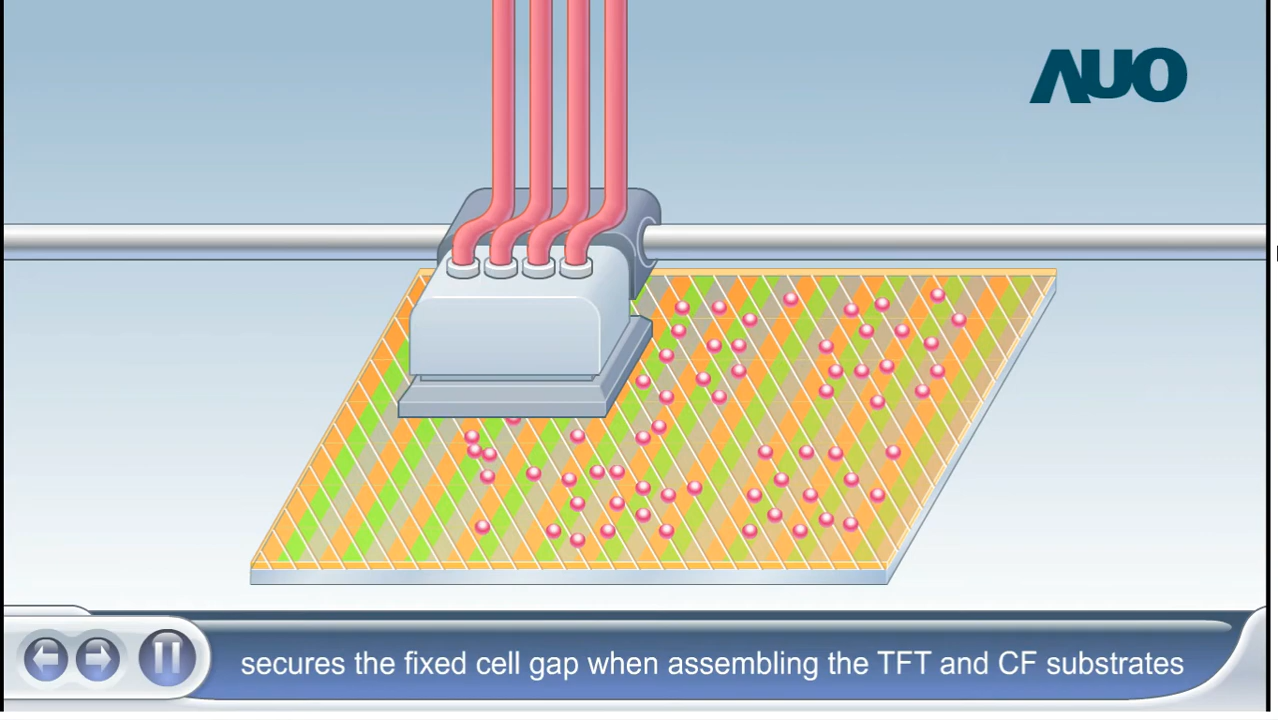 AUO
secures the fixed cell gap when assembling the TFT and CF substrates